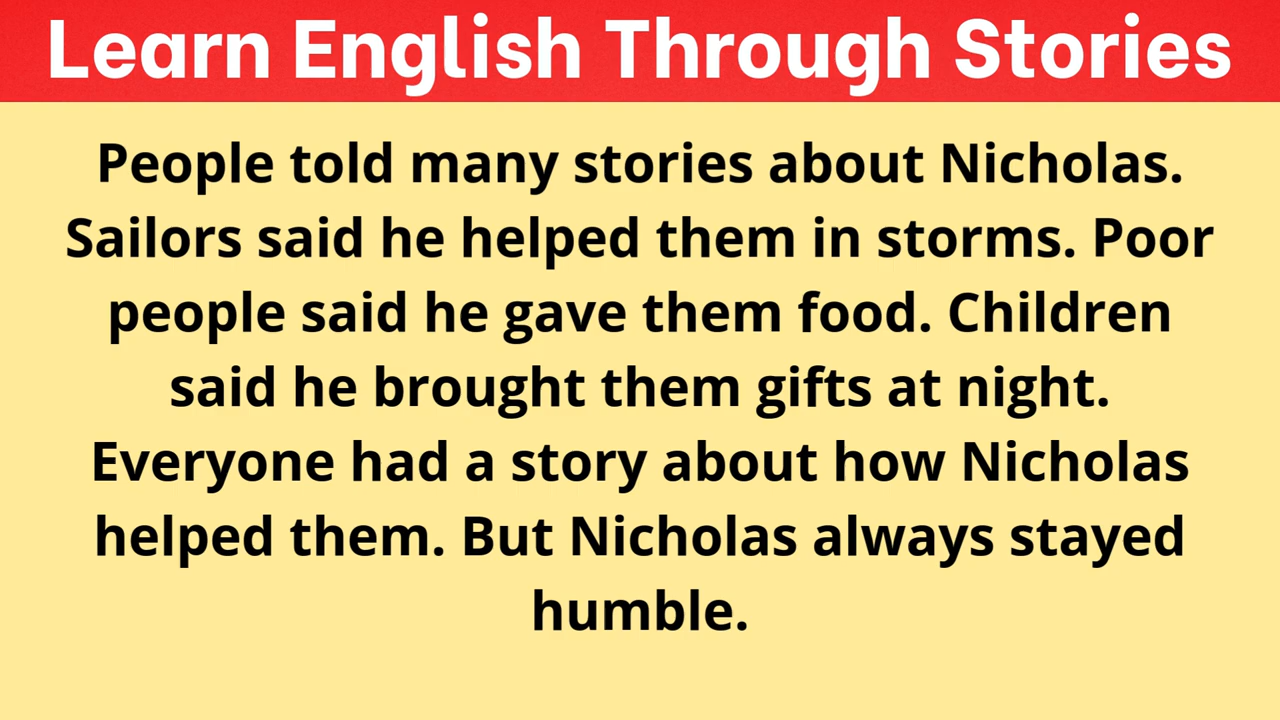 Learn English Through Stories
People told many stories about Nicholas.
Sailors said he helped them in storms. Poor
people said he gave them food. Children
said he brought them gifts at night.
Everyone had a story about how Nicholas
helped them. But Nicholas always stayed
humble.